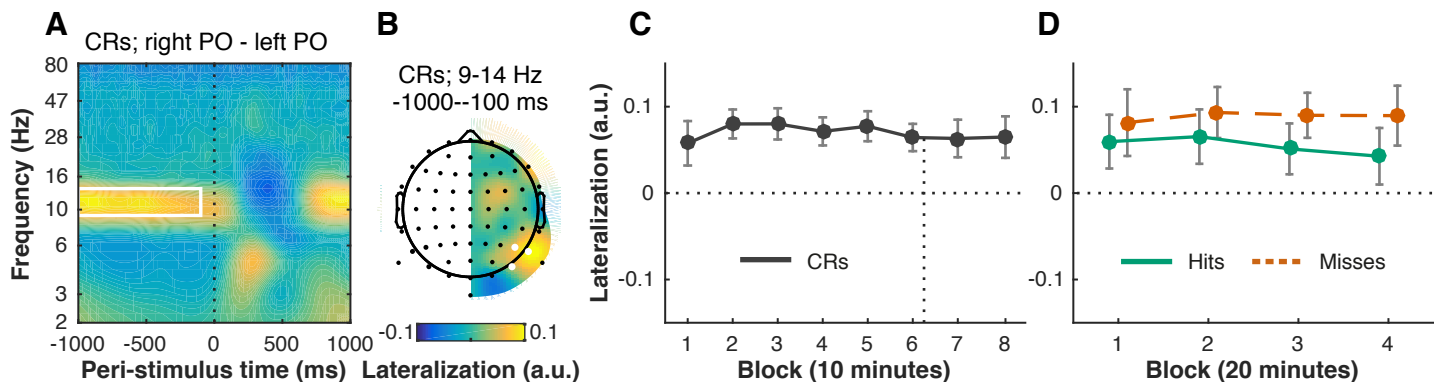 A
CRs; right PO - left PO
80
47
28
16
10
6
3
2
Frequency (Hz)
-1000
-500
0
500
1000
Peri-stimulus time (ms)
B
CRs; 9-14 Hz
-1000--100 ms
-0.1
0.1
Lateralization (a.u.)
C
Lateralization (a.u.)
0.1
0
-0.1
CRs
1 2 3 4 5 6 7 8
Block (10 minutes)
D
0.1
0
-0.1
Hits
Misses
1 2 3 4
Block (20 minutes)